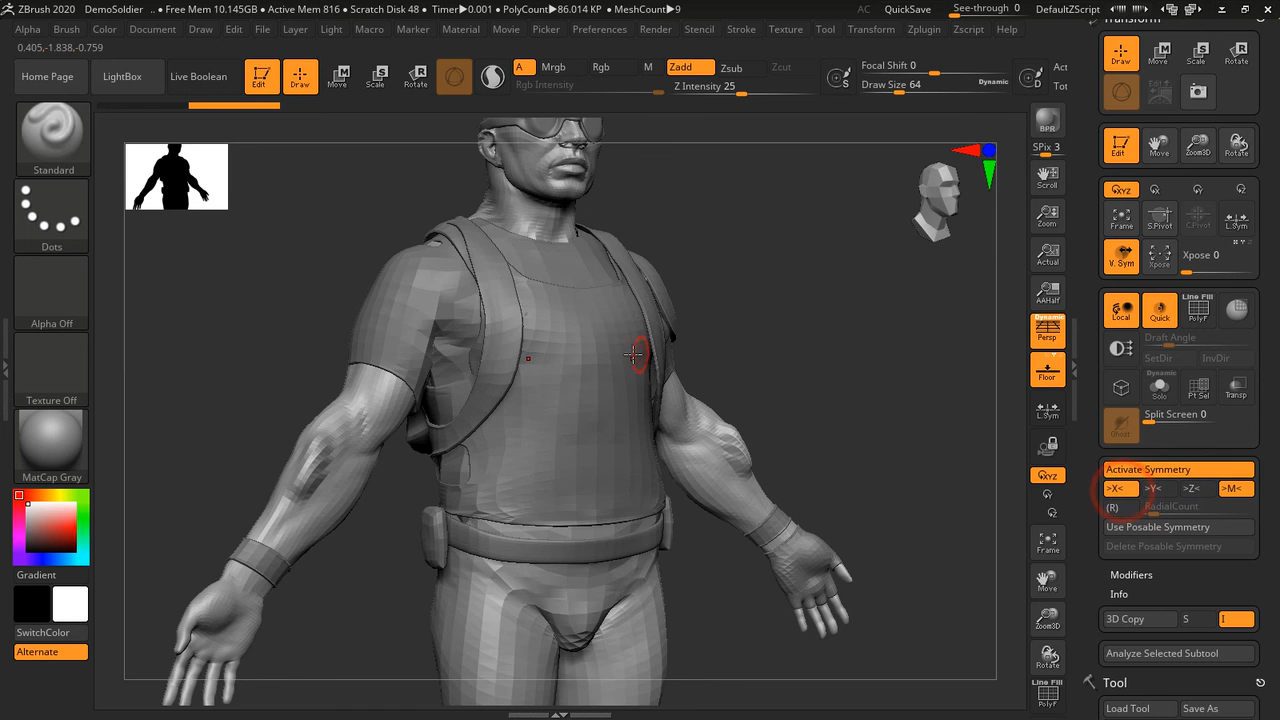 ZBrush 2020 DemoSoldier .. • Free Mem 10.145GB • Active Mem 816 • Scratch Disk 48 • Timer▶0.001 • PolyCount▶86.014 KP • MeshCount▶9 AC QuickSave See-through 0 DefaultZScript
Alpha Brush Color Document Draw Edit File Layer Light Macro Marker Material Movie Picker Preferences Render Stencil Stroke Texture Tool Transform Zplugin Zscript Help
0.405,-1.838,-0.759
Home Page LightBox Live Boolean Edit Draw Move Scale Rotate
A Mrgb Rgb M Zadd Zsub Zcut
Rgb Intensity Z Intensity 25
S Focal Shift 0
Draw Size 64 Dynamic
D Act
Tot
Standard
Dots
Alpha Off
Texture Off
MatCap Gray
Gradient
SwitchColor
Alternate
BPR
SPix 3
Scroll
Zoom
Actual
AAHalf
Dynamic
Persp
Floor
L.Sym
XYZ
Frame
Move
Zoom3D
Rotate
Line Fill
PolyF
Transform
Draw Move Scale Rotate
Edit Move Zoom3D Rotate
XYZ
Frame S.Pivot C.Pivot L.Sym
V. Sym Xpose Xpose 0
Local Quick Line Fill PolyF
Draft Angle
SetDir InvDir
Dynamic
Solo Pt Sel Transp
Ghost Split Screen 0
Activate Symmetry
>X< >Y< >Z< >M<
(R) RadialCount
Use Posable Symmetry
Delete Posable Symmetry
Modifiers
Info
3D Copy S I
Analyze Selected Subtool
Tool
Load Tool Save As